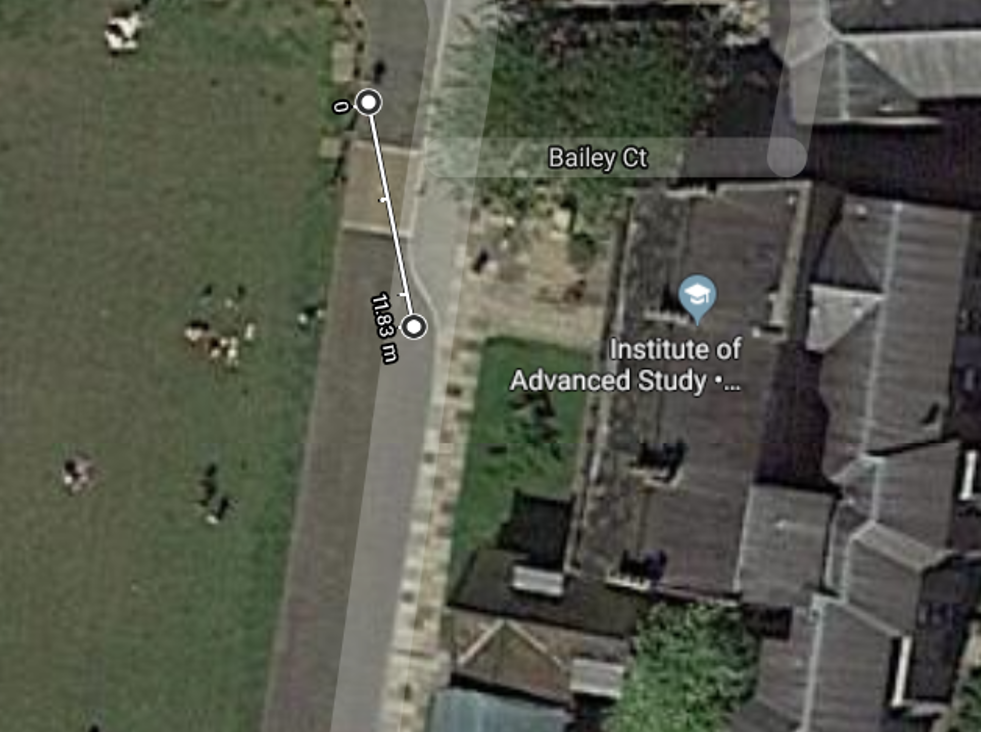 0
Bailey Ct
11.83 m
Institute of
Advanced Study •...